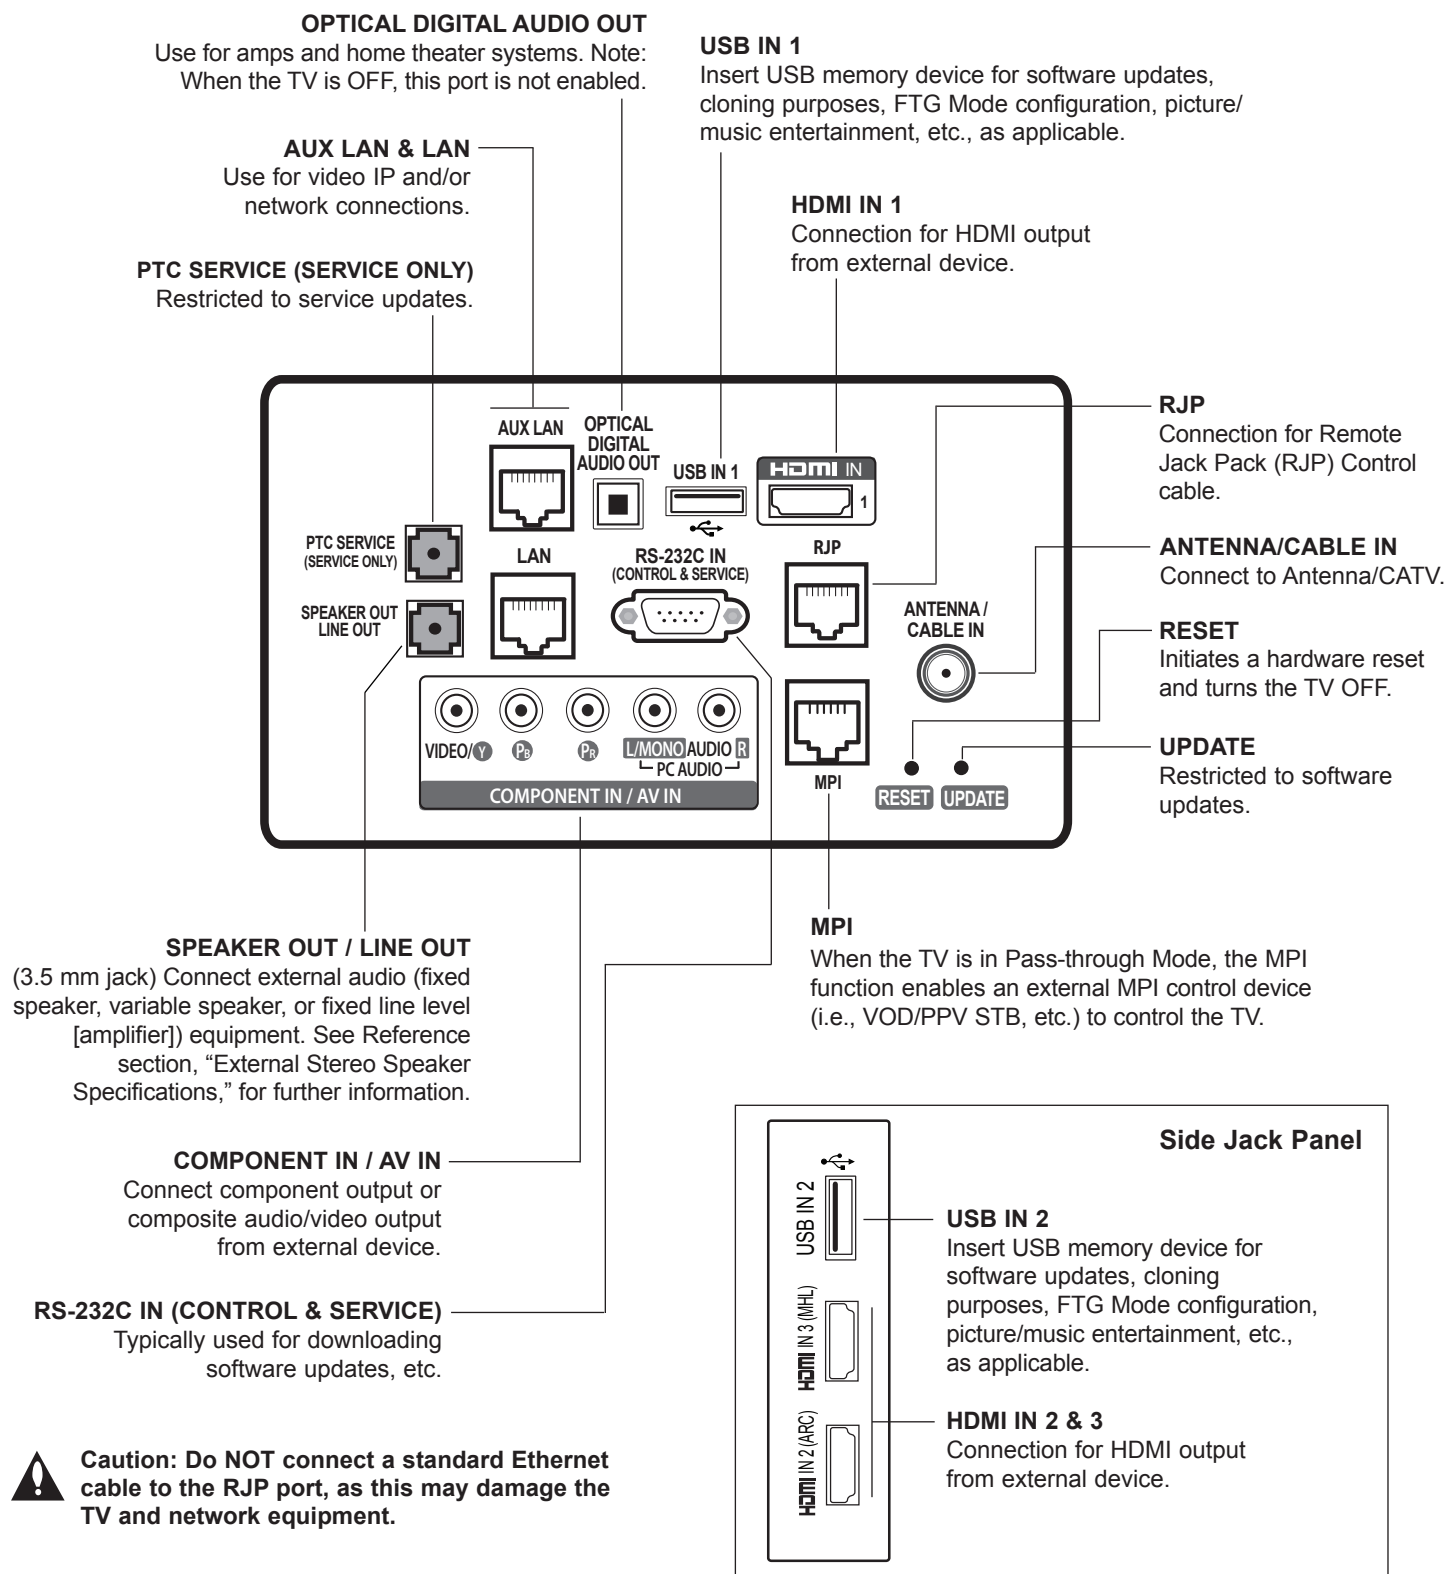 OPTICAL DIGITAL AUDIO OUT
Use for amps and home theater systems. Note:
When the TV is OFF, this port is not enabled.
USB IN 1
Insert USB memory device for software updates,
cloning purposes, FTG Mode configuration, picture/
music entertainment, etc., as applicable.
AUX LAN & LAN
Use for video IP and/or
network connections.
HDMI IN 1
Connection for HDMI output
from external device.
PTC SERVICE (SERVICE ONLY)
Restricted to service updates.
AUX LAN
OPTICAL
DIGITAL
AUDIO OUT
USB IN 1
HDMI IN
1
PTC SERVICE
(SERVICE ONLY)
LAN
RS-232C IN
(CONTROL & SERVICE)
RJP
SPEAKER OUT
LINE OUT
ANTENNA /
CABLE IN
VIDEO/Y
PB
PR
L/MONO AUDIO R
PC AUDIO
COMPONENT IN / AV IN
MPI
RESET
UPDATE
RJP
Connection for Remote
Jack Pack (RJP) Control
cable.
ANTENNA/CABLE IN
Connect to Antenna/CATV.
RESET
Initiates a hardware reset
and turns the TV OFF.
UPDATE
Restricted to software
updates.
SPEAKER OUT / LINE OUT
(3.5 mm jack) Connect external audio (fixed
speaker, variable speaker, or fixed line level
[amplifier]) equipment. See Reference
section, “External Stereo Speaker
Specifications,” for further information.
MPI
When the TV is in Pass-through Mode, the MPI
function enables an external MPI control device
(i.e., VOD/PPV STB, etc.) to control the TV.
COMPONENT IN / AV IN
Connect component output or
composite audio/video output
from external device.
RS-232C IN (CONTROL & SERVICE)
Typically used for downloading
software updates, etc.
Caution: Do NOT connect a standard Ethernet
cable to the RJP port, as this may damage the
TV and network equipment.
Side Jack Panel
USB IN 2
HDMI IN 3 (MHL)
HDMI IN 2 (ARC)
USB IN 2
Insert USB memory device for
software updates, cloning
purposes, FTG Mode configuration,
picture/music entertainment, etc.,
as applicable.
HDMI IN 2 & 3
Connection for HDMI output
from external device.